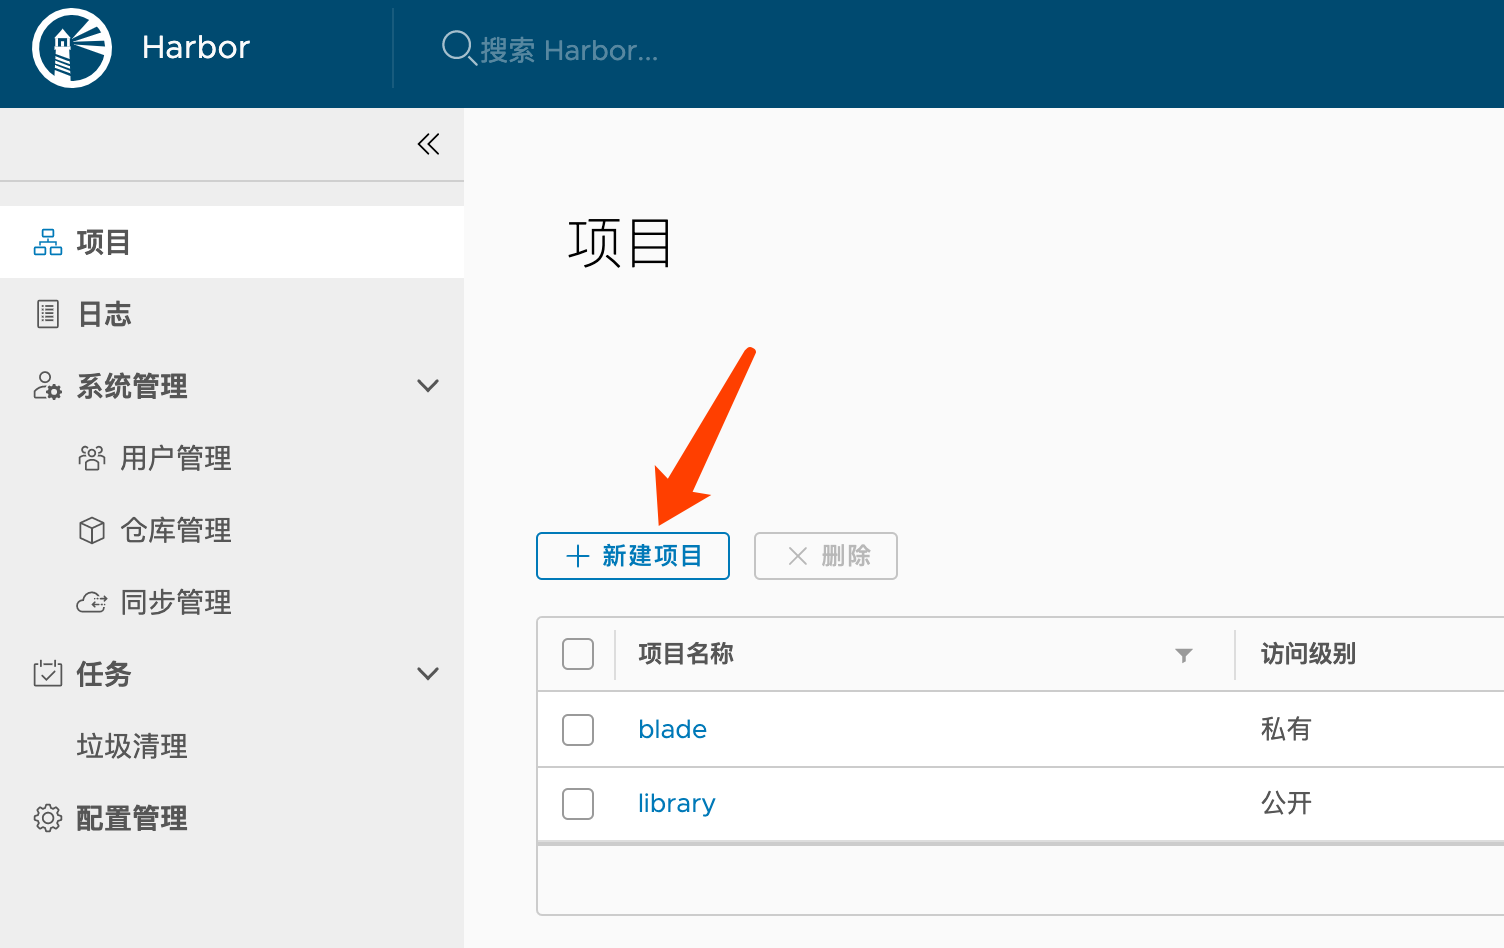 Harbor
搜索 Harbor...
项目
日志
系统管理
用户管理
仓库管理
同步管理
任务
垃圾清理
配置管理
项目
新建项目
删除
项目名称 访问级别
blade 私有
library 公开